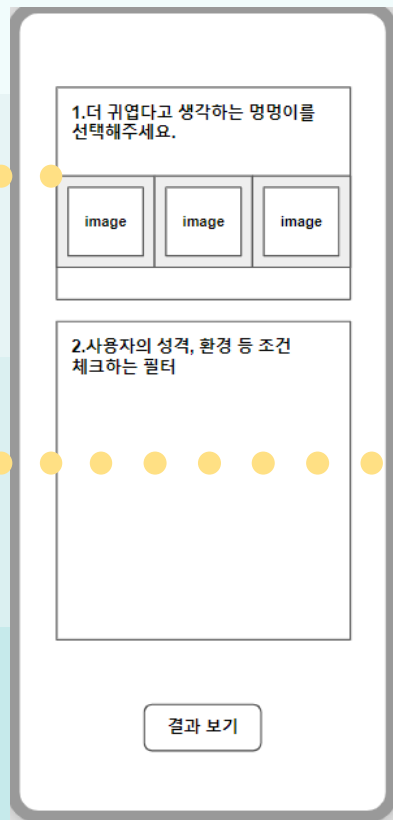 1.더 귀엽다고 생각하는 멍멍이를
선택해주세요.
image
image
image
2.사용자의 성격, 환경 등 조건
체크하는 필터
결과 보기